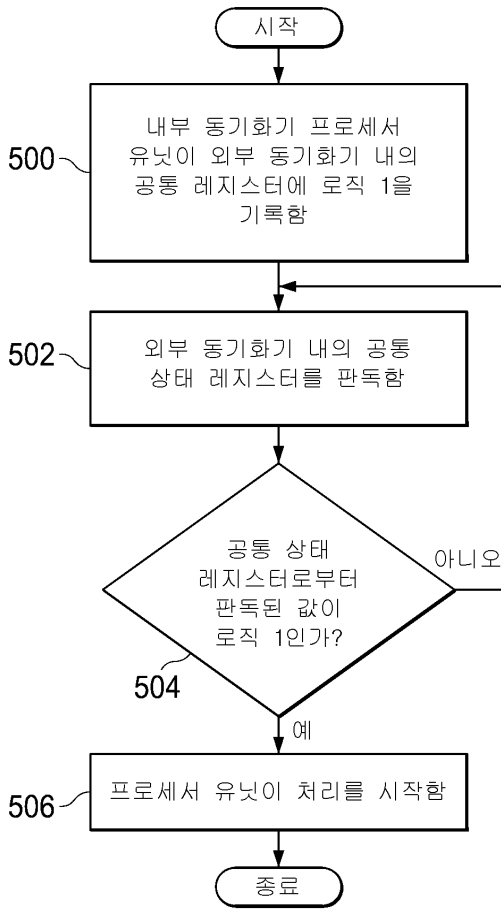 시작
500
내부 동기화기 프로세서
유닛이 외부 동기화기 내의
공통 레지스터에 로직 1을
기록함
502
외부 동기화기 내의 공통
상태 레지스터를 판독함
공통 상태
레지스터로부터
판독된 값이
로직 1인가?
아니오
504
예
506
프로세서 유닛이 처리를 시작함
종료